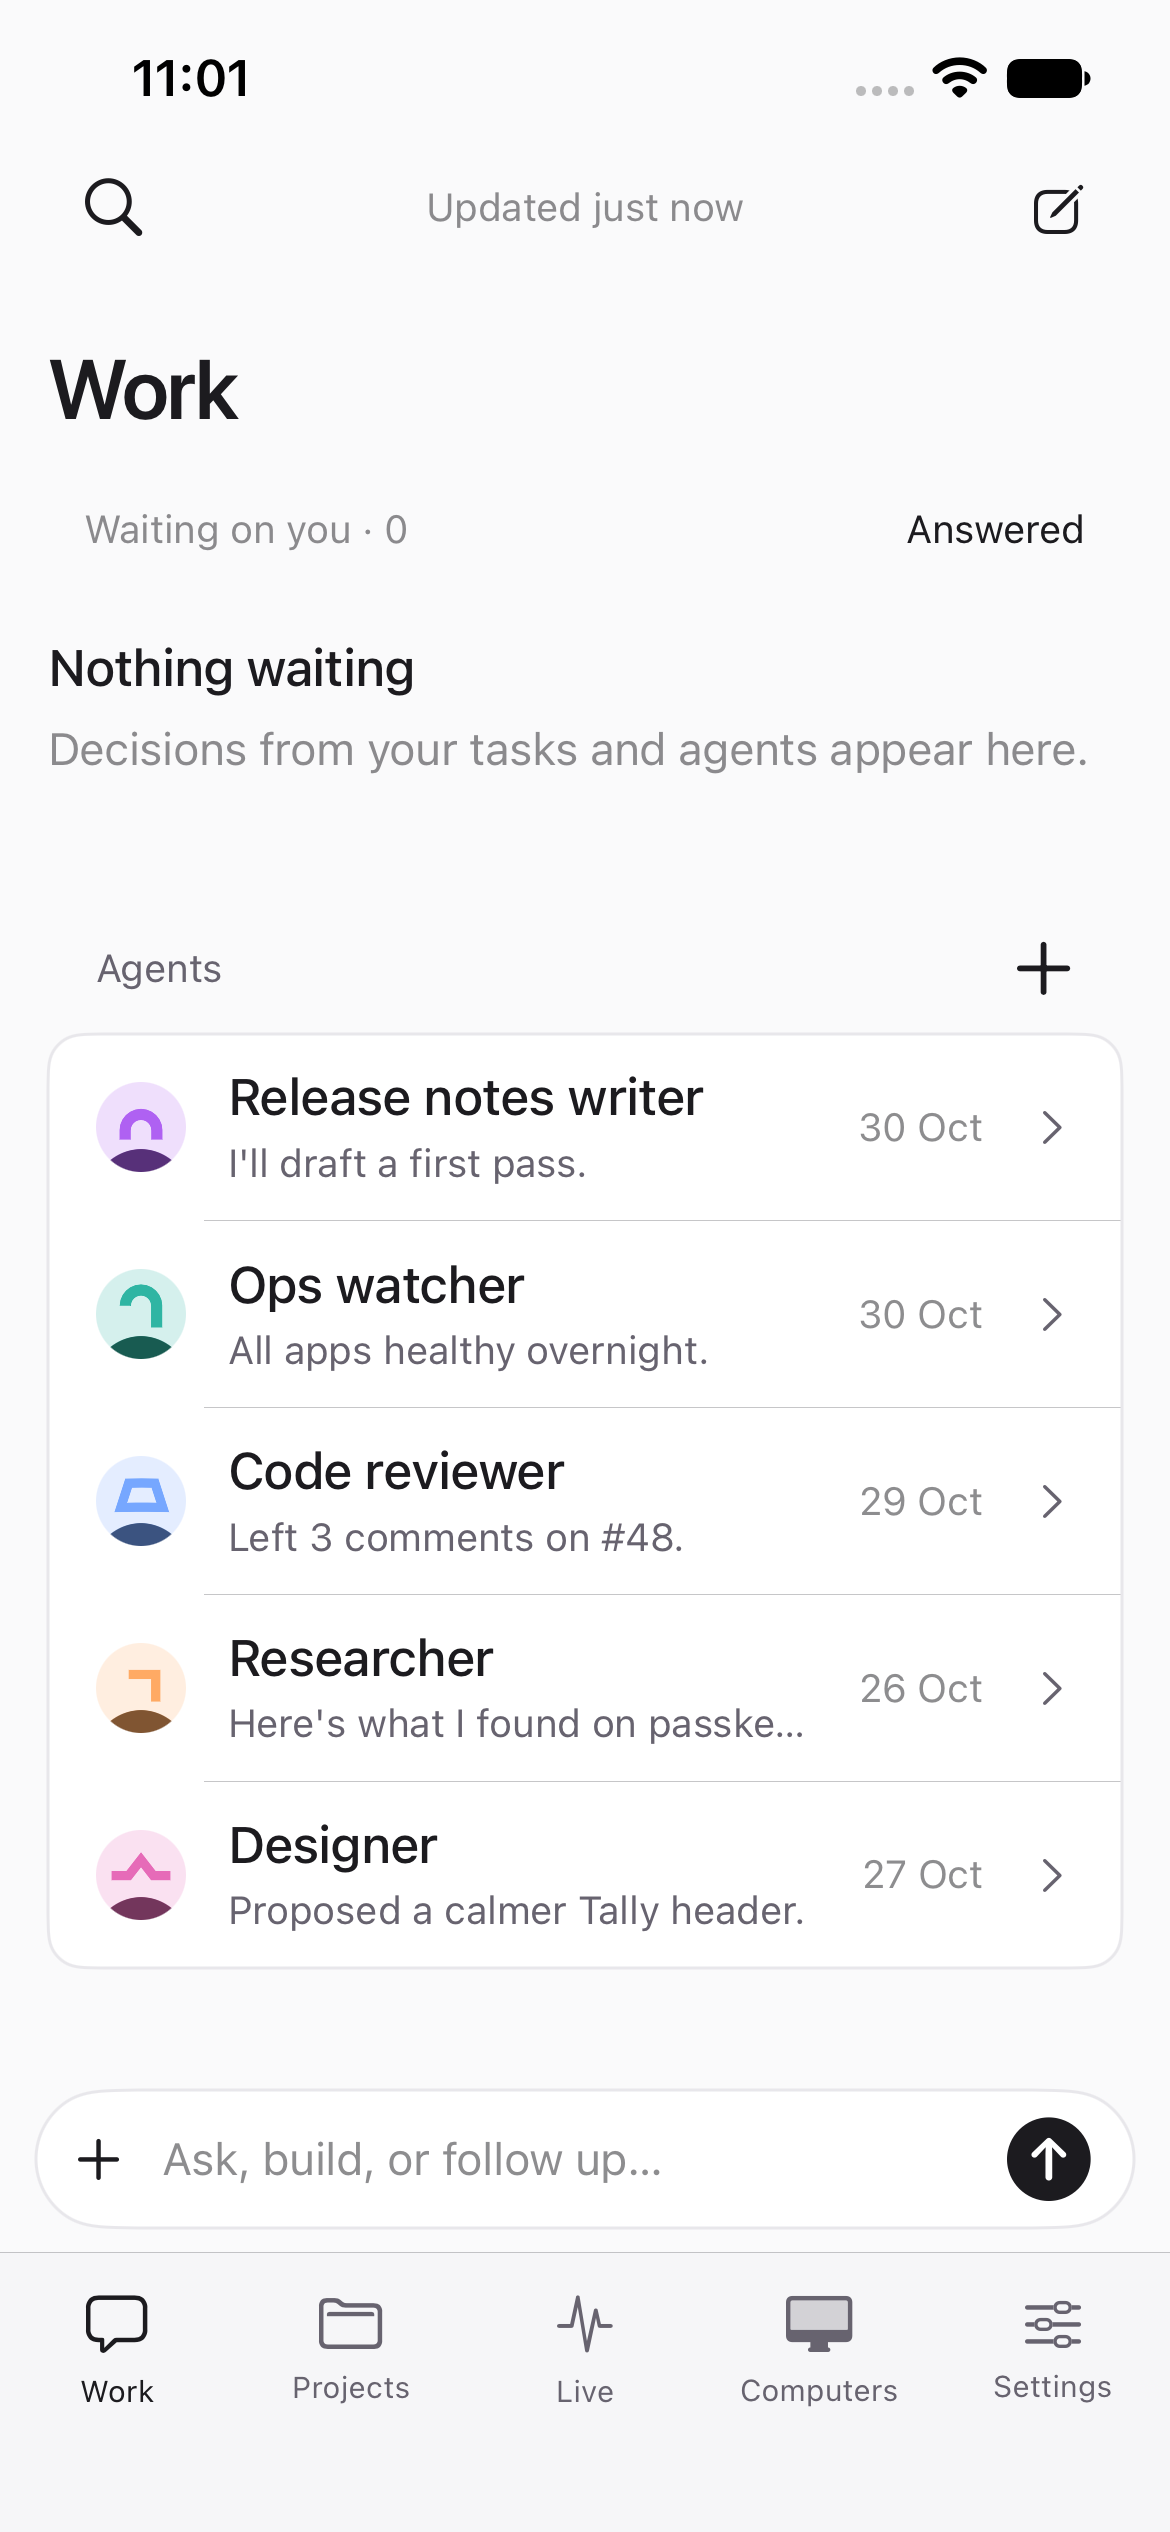 11:01
Updated just now
Work
Waiting on you · 0
Answered
Nothing waiting
Decisions from your tasks and agents appear here.
Agents
Release notes writer
I'll draft a first pass.
30 Oct
Ops watcher
All apps healthy overnight.
30 Oct
Code reviewer
Left 3 comments on #48.
29 Oct
Researcher
Here's what I found on passke...
26 Oct
Designer
Proposed a calmer Tally header.
27 Oct
Ask, build, or follow up...
Work
Projects
Live
Computers
Settings